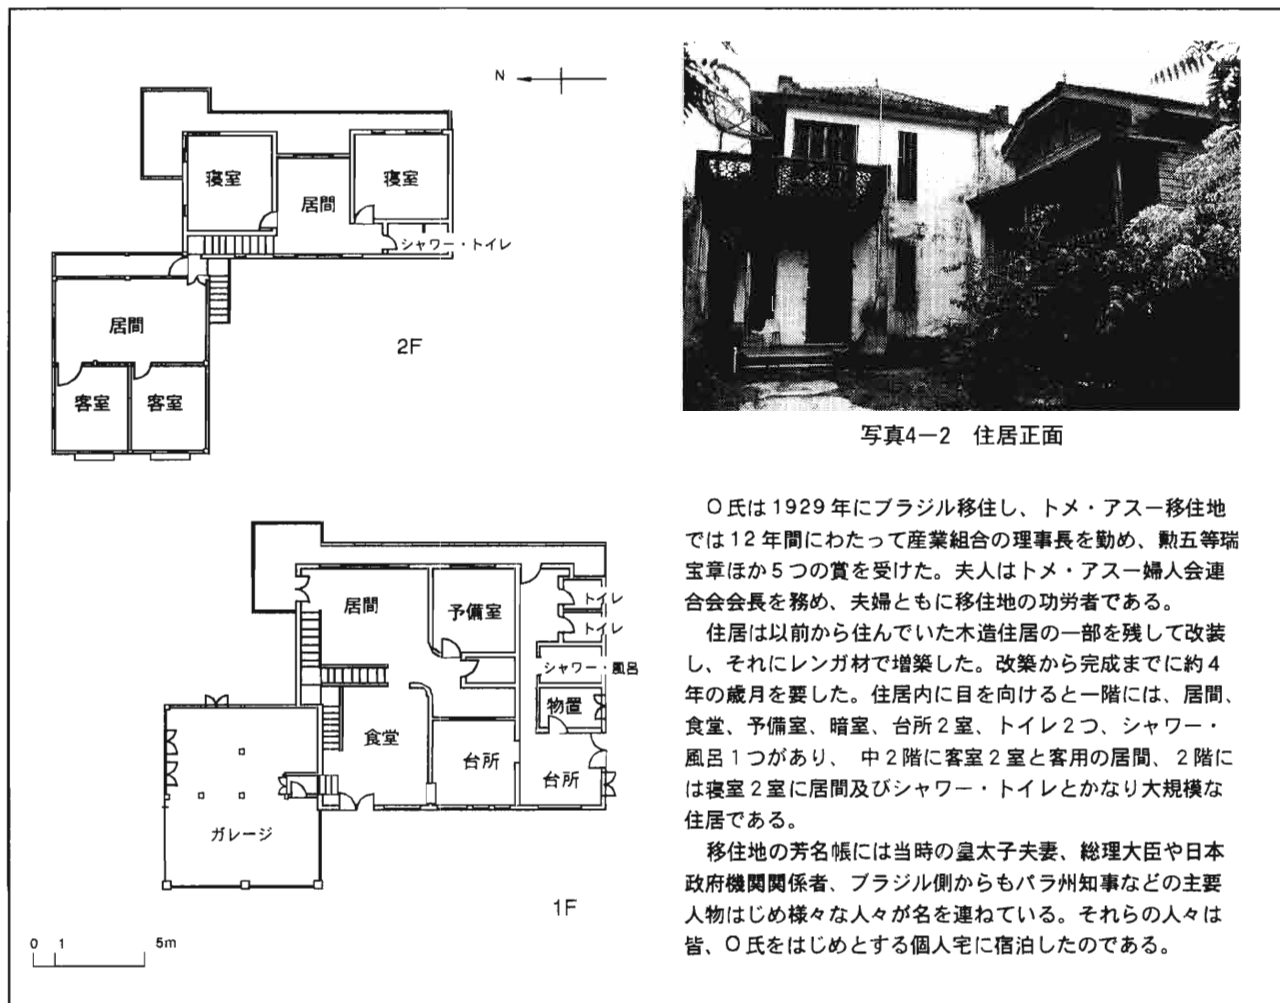 N
寝室
寝室
居間
シャワー・トイレ
居間
2F
客室
客室
写真4－2　住居正面
居間
予備室
トイレ
トイレ
シャワー・風呂
物置
食堂
台所
台所
ガレージ
1F
0 1 5m
O氏は1929年にブラジル移住し、トメ・アスー移住地
では12年間にわたって産業組合の理事長を勤め、勲五等瑞
宝章ほか5つの賞を受けた。夫人はトメ・アスー婦人会連
合会会長を務め、夫婦ともに移住地の功労者である。
住居は以前から住んでいた木造住居の一部を残して改装
し、それにレンガ材で増築した。改築から完成までに約4
年の歳月を要した。住居内に目を向けると一階には、居間、
食堂、予備室、暗室、台所2室、トイレ2つ、シャワー・
風呂1つがあり、 中2階に客室2室と客用の居間、2階に
は寝室2室に居間及びシャワー・トイレとかなり大規模な
住居である。
移住地の芳名帳には当時の皇太子夫妻、総理大臣や日本
政府機関関係者、ブラジル側からもパラ州知事などの主要
人物はじめ様々な人々が名を連ねている。それらの人々は
皆、O氏をはじめとする個人宅に宿泊したのである。